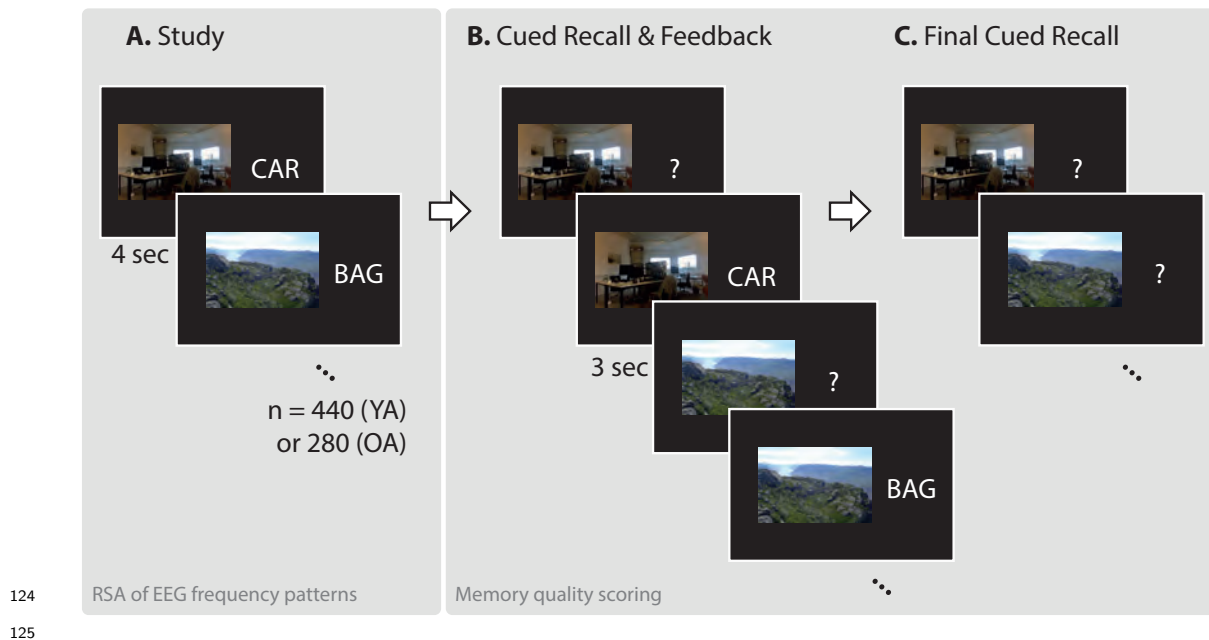 A. Study
CAR
4 sec
BAG
n = 440 (YA)
or 280 (OA)
RSA of EEG frequency patterns
B. Cued Recall & Feedback
?
CAR
3 sec
?
BAG
Memory quality scoring
C. Final Cued Recall
?
?
124
125